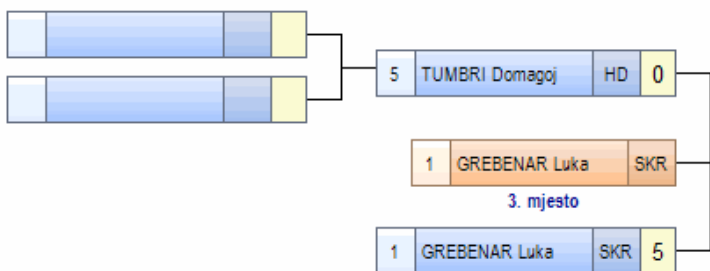 5 TUMBRI Domagoj HD 0
1 GREBENAR Luka SKR
3. mjesto
1 GREBENAR Luka SKR 5